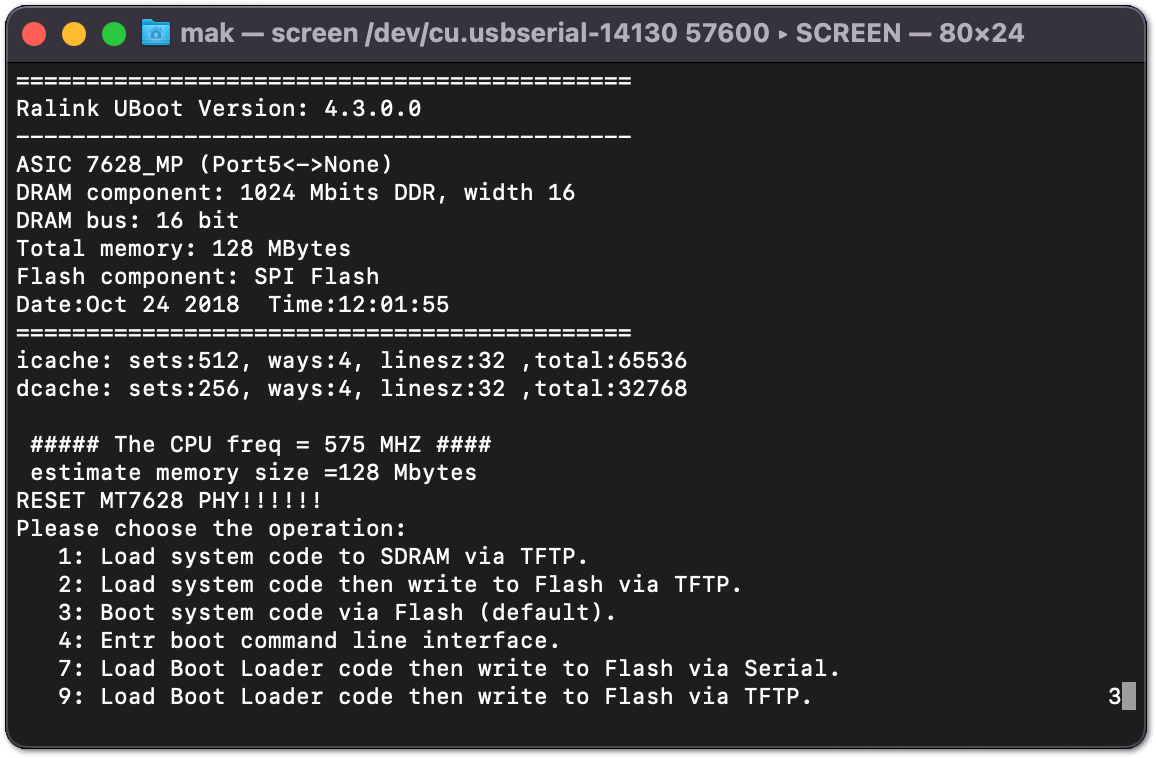 mak — screen /dev/cu.usbserial-14130 57600 ▸ SCREEN — 80×24
============================================
Ralink UBoot Version: 4.3.0.0
--------------------------------------------
ASIC 7628_MP (Port5<->None)
DRAM component: 1024 Mbits DDR, width 16
DRAM bus: 16 bit
Total memory: 128 MBytes
Flash component: SPI Flash
Date:Oct 24 2018  Time:12:01:55
============================================
icache: sets:512, ways:4, linesz:32 ,total:65536
dcache: sets:256, ways:4, linesz:32 ,total:32768

 ##### The CPU freq = 575 MHZ ####
 estimate memory size =128 Mbytes
RESET MT7628 PHY!!!!!!
Please choose the operation:
   1: Load system code to SDRAM via TFTP.
   2: Load system code then write to Flash via TFTP.
   3: Boot system code via Flash (default).
   4: Entr boot command line interface.
   7: Load Boot Loader code then write to Flash via Serial.
   9: Load Boot Loader code then write to Flash via TFTP.                     3